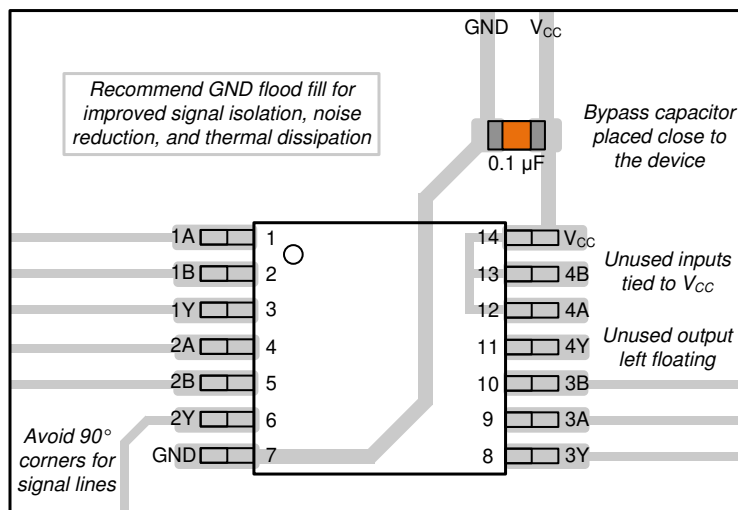 GND VCC
Recommend GND flood fill for
improved signal isolation, noise
reduction, and thermal dissipation
Bypass capacitor
placed close to
the device
0.1 µF
1A 1 14 VCC
1B 2 13 4B
Unused inputs
tied to VCC
1Y 3 12 4A
2A 4 11 4Y
Unused output
left floating
2B 5 10 3B
2Y 6 9 3A
Avoid 90°
corners for
signal lines
GND 7 8 3Y